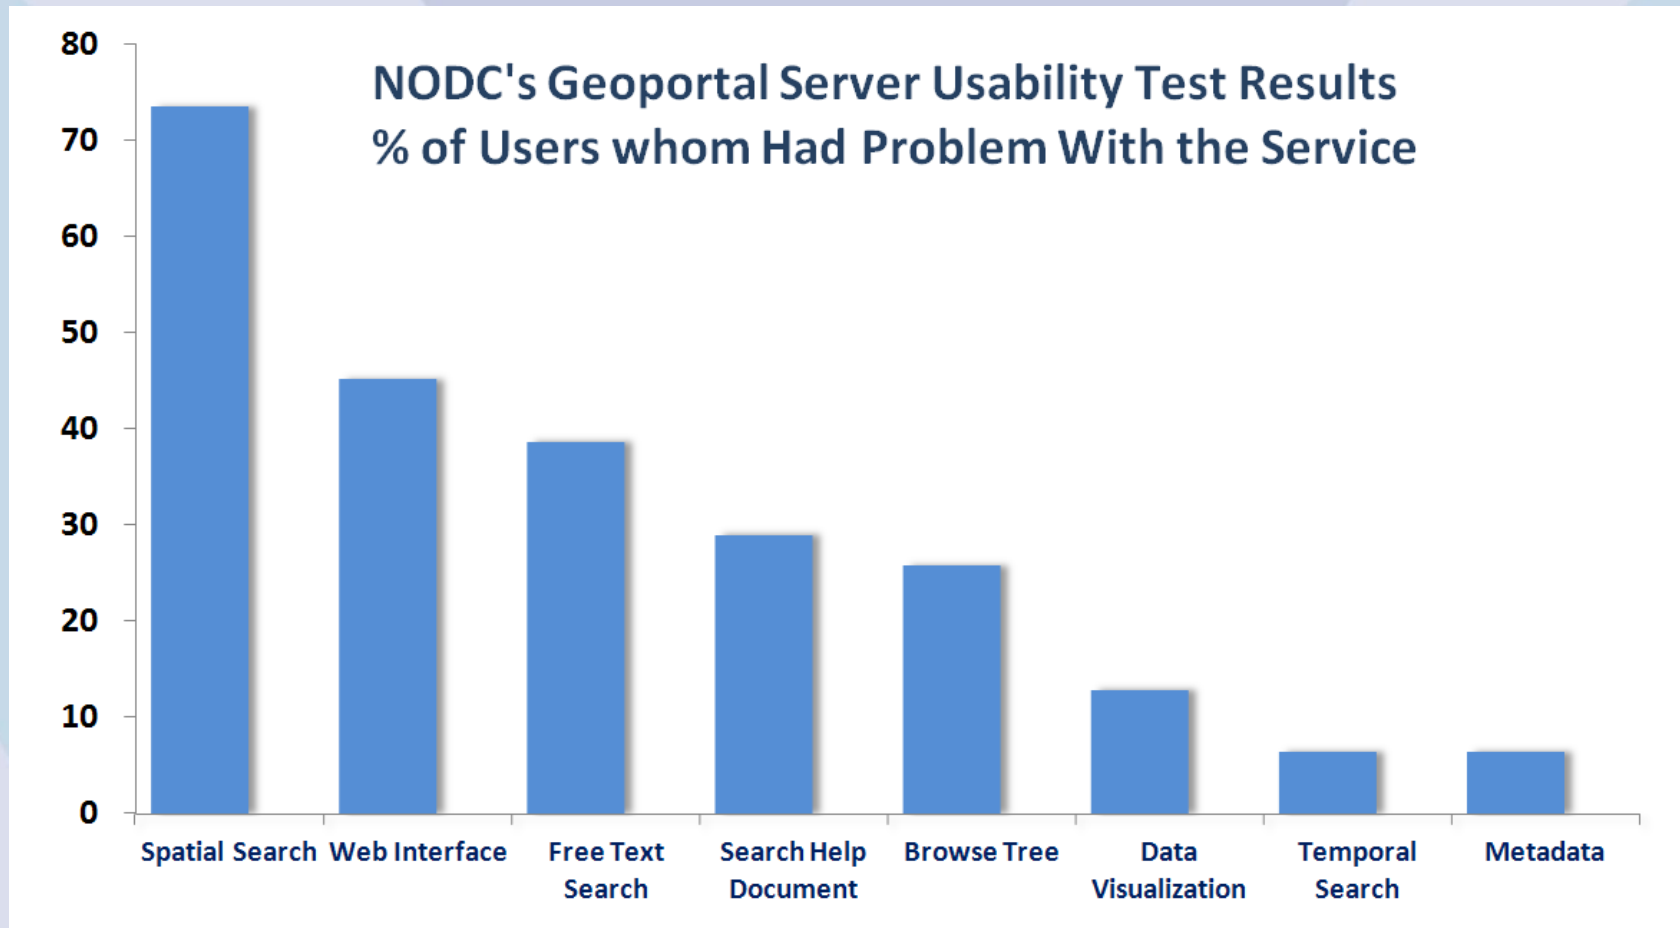 NODC's Geoportal Server Usability Test Results
% of Users whom Had Problem With the Service
80
70
60
50
40
30
20
10
0
Spatial Search
Web Interface
Free Text
Search
Search Help
Document
Browse Tree
Data
Visualization
Temporal
Search
Metadata